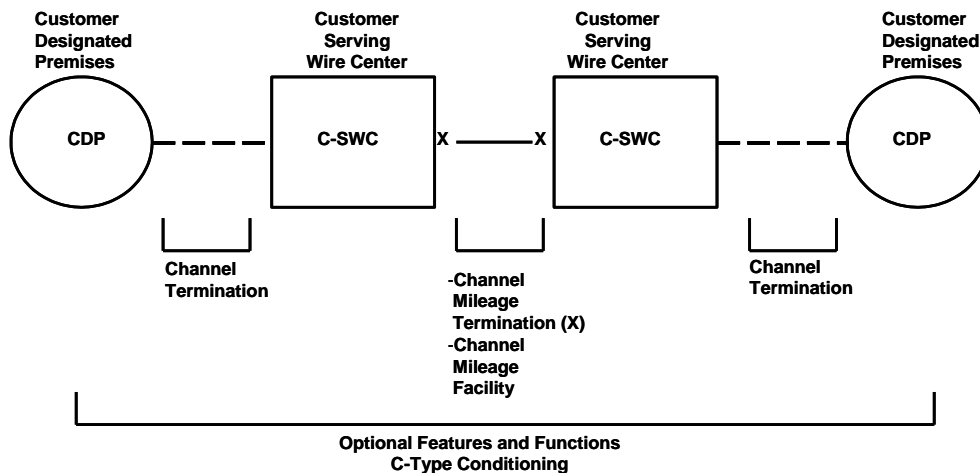 Customer
Designated
Premises
Customer
Serving
Wire Center
Customer
Serving
Wire Center
Customer
Designated
Premises
CDP
C-SWC
X
X
C-SWC
CDP
Channel
Termination
-Channel
Mileage
Termination (X)
-Channel
Mileage
Facility
Channel
Termination
Optional Features and Functions
C-Type Conditioning